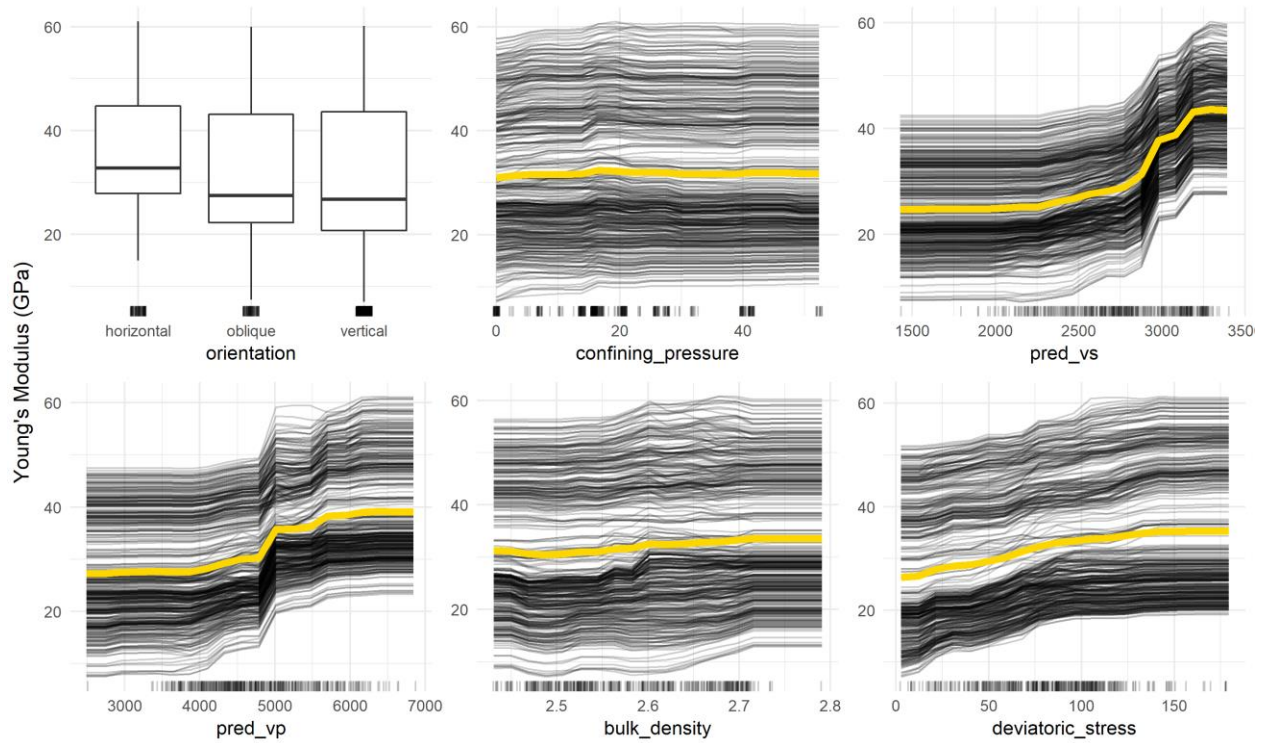 Young's Modulus (GPa)
60
40
20
horizontal oblique vertical
orientation
60
40
20
0 20 40
confining_pressure
60
40
20
1500 2000 2500 3000 350
pred_vs
60
40
20
3000 4000 5000 6000 7000
pred_vp
60
40
20
2.5 2.6 2.7 2.8
bulk_density
60
40
20
0 50 100 150
deviatoric_stress